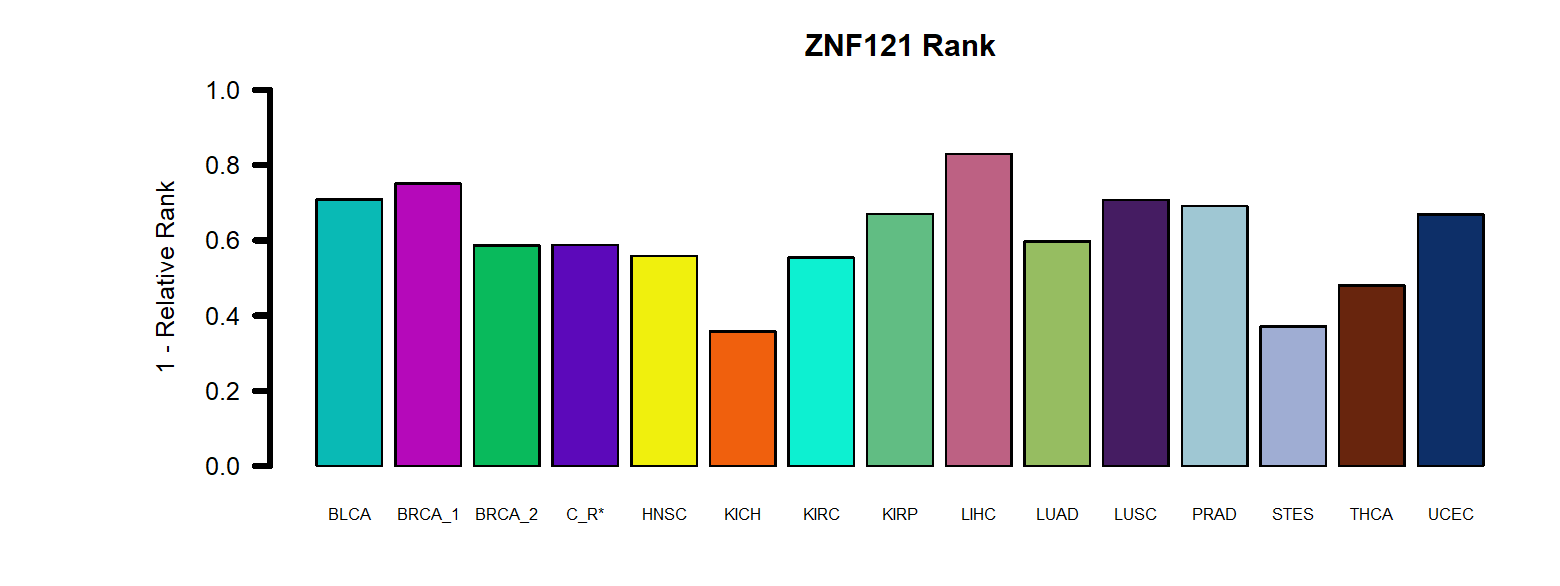 ZNF121 Rank
1 - Relative Rank
1.0
0.8
0.6
0.4
0.2
0.0
BLCA BRCA_1 BRCA_2 C_R* HNSC KICH KIRC KIRP LIHC LUAD LUSC PRAD STES THCA UCEC